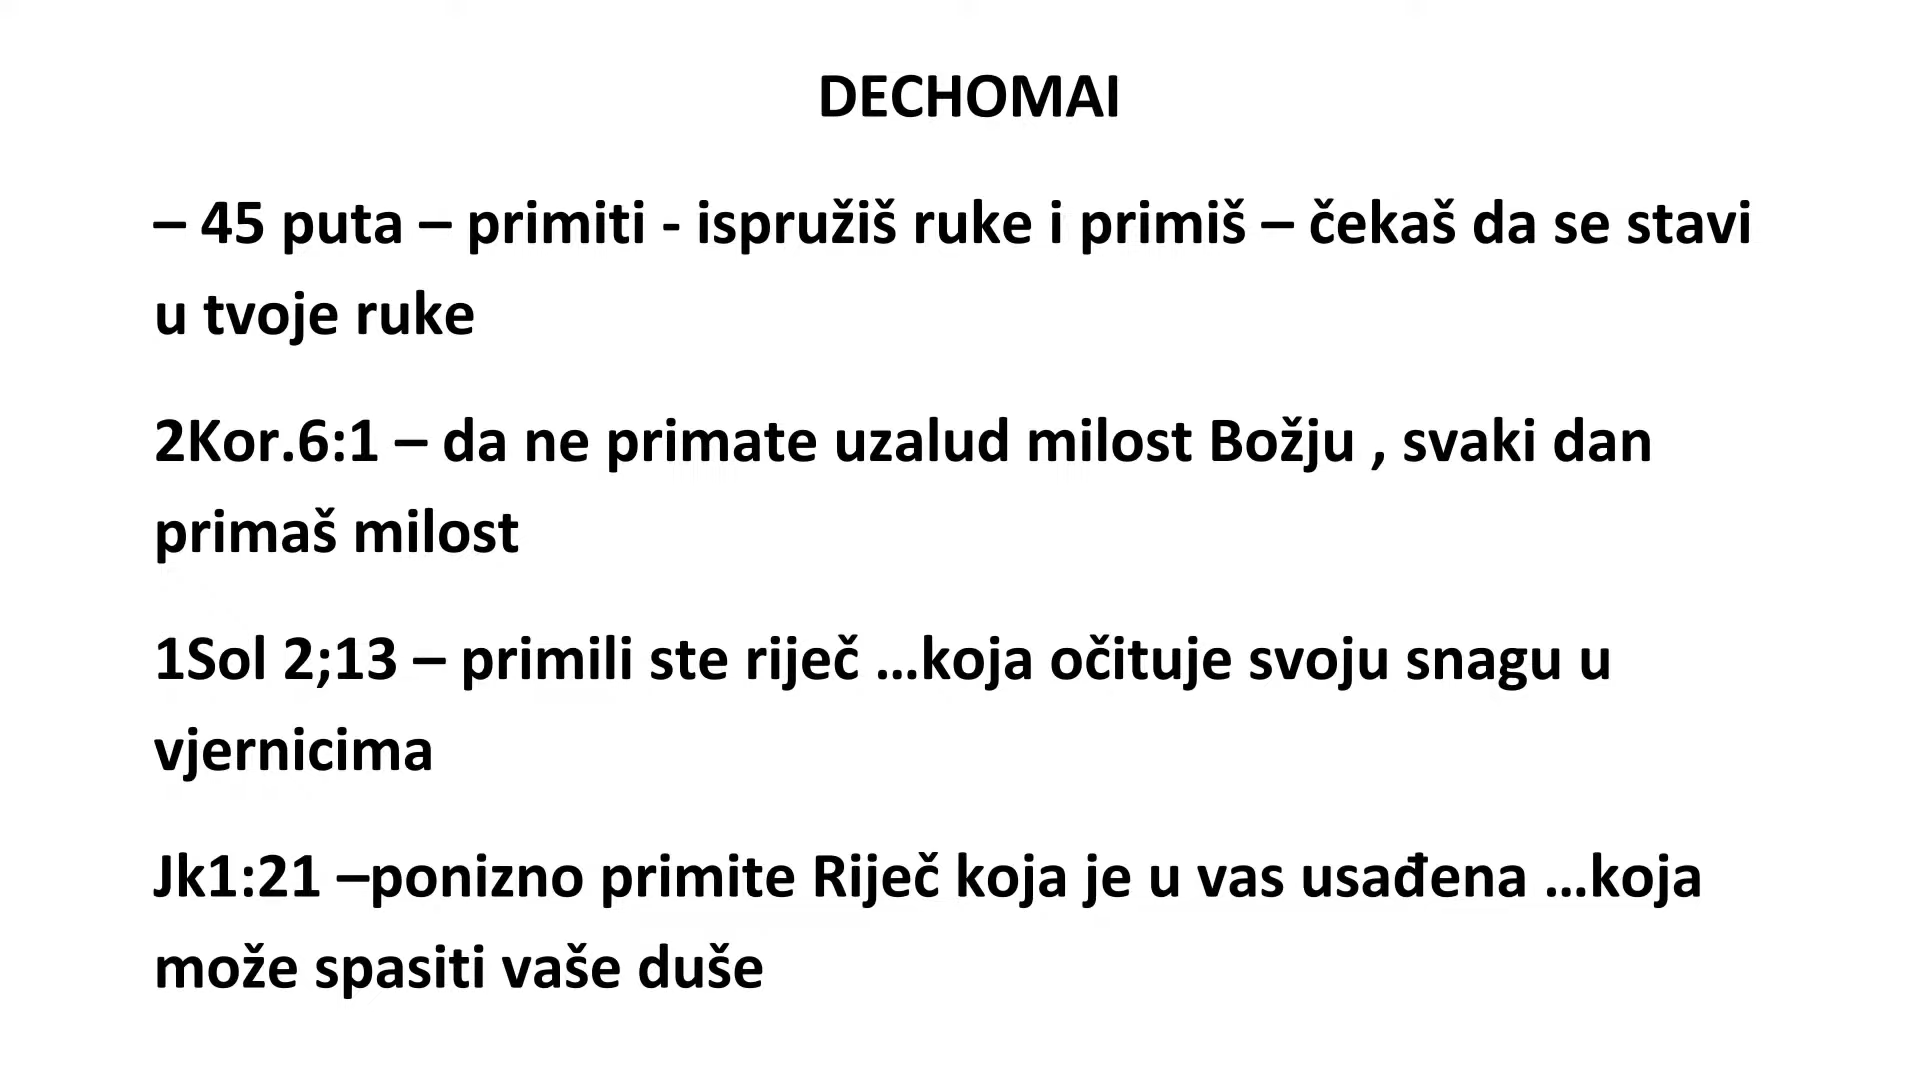 DECHOMAI
– 45 puta – primiti - ispružiš ruke i primiš – čekaš da se stavi
u tvoje ruke
2Kor.6:1 – da ne primate uzalud milost Božju , svaki dan
primaš milost
1Sol 2;13 – primili ste riječ …koja očituje svoju snagu u
vjernicima
Jk1:21 –ponizno primite Riječ koja je u vas usađena …koja
može spasiti vaše duše